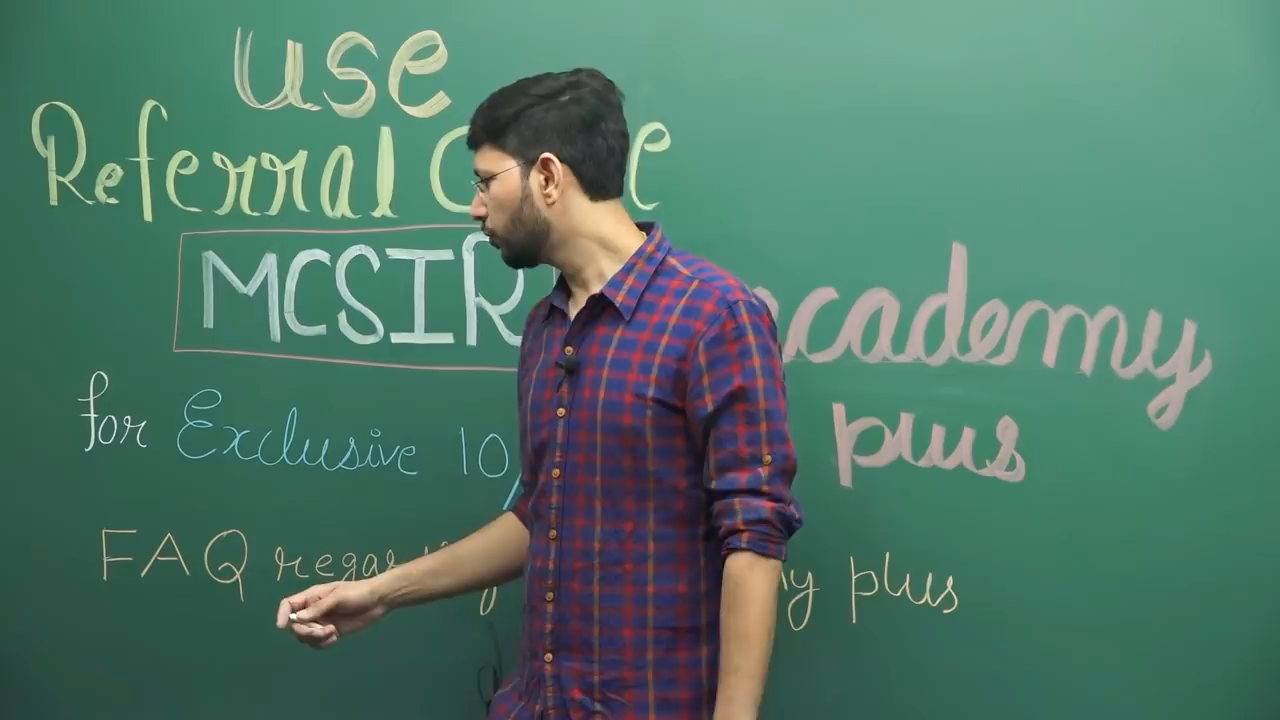 use
Referral
MCSIR
academy
plus
for Exclusive 10
FAQ plus